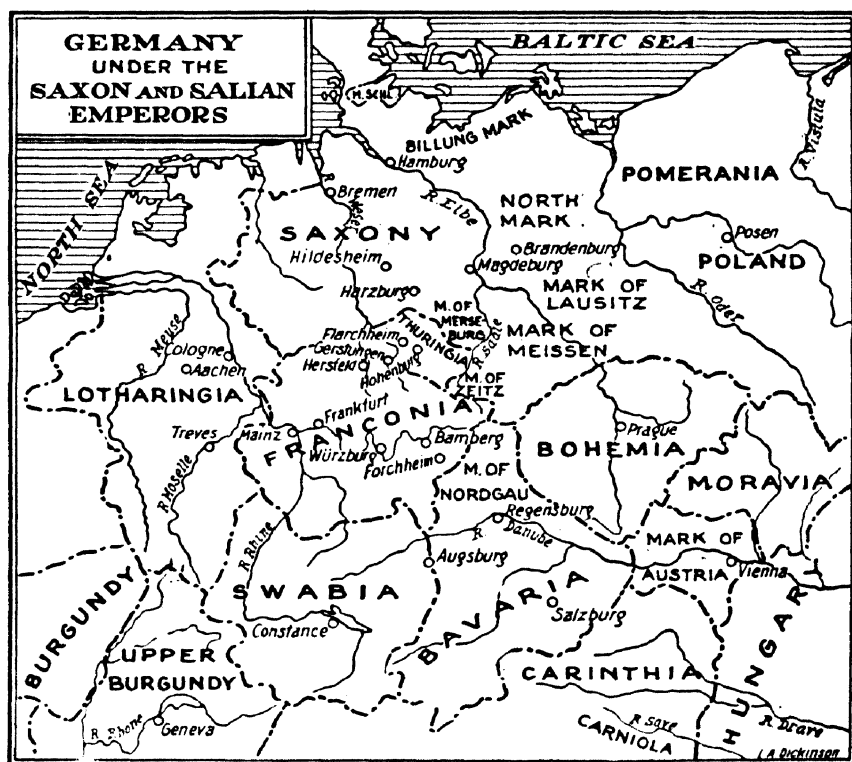 GERMANY
UNDER THE
SAXON AND SALIAN
EMPERORS
BALTIC SEA
M. SCHL.
BILLUNG MARK
Hamburg
R. Vistula
POMERANIA
NORTH SEA
Bremen
R. Weser
R. Elbe
NORTH
MARK
SAXONY
Brandenburg
Posen
Hildesheim
Magdeburg
POLAND
Harzburg
MARK OF
LAUSITZ
R. Oder
M. OF
MERSE-
BURG
THURINGIA
R. Saale
MARK OF
MEISSEN
R. Meuse
Flarchheim
Gerstungen
Hersfeld
Hohenburg
Cologne
Aachen
M. OF
ZEITZ
LOTHARINGIA
Frankfurt
FRANCONIA
Treves
Mainz
Würzburg
Bamberg
Forchheim
Prague
BOHEMIA
M. OF
NORDGAU
MORAVIA
R. Moselle
R. Rhine
Regensburg
R. Danube
MARK OF
AUSTRIA
Vienna
Augsburg
SWABIA
BAVARIA
Salzburg
BURGUNDY
Constance
UPPER
BURGUNDY
CARINTHIA
HUNGARY
R. Rhone
Geneva
R. Save
R. Drave
CARNIOLA
L A Dickinson